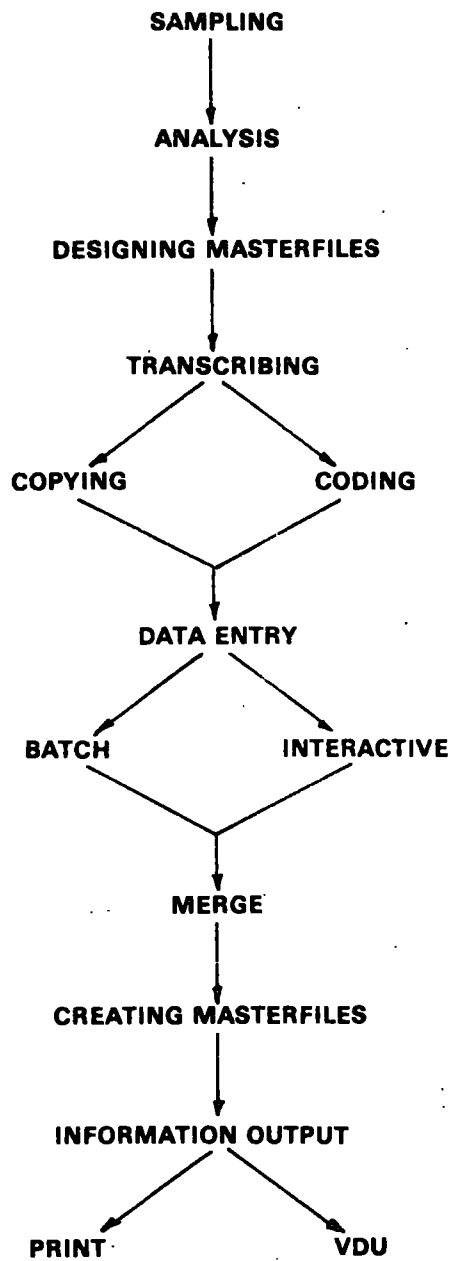 SAMPLING
ANALYSIS
DESIGNING MASTERFILES
TRANSCRIBING
COPYING CODING
DATA ENTRY
BATCH INTERACTIVE
MERGE
CREATING MASTERFILES
INFORMATION OUTPUT
PRINT VDU